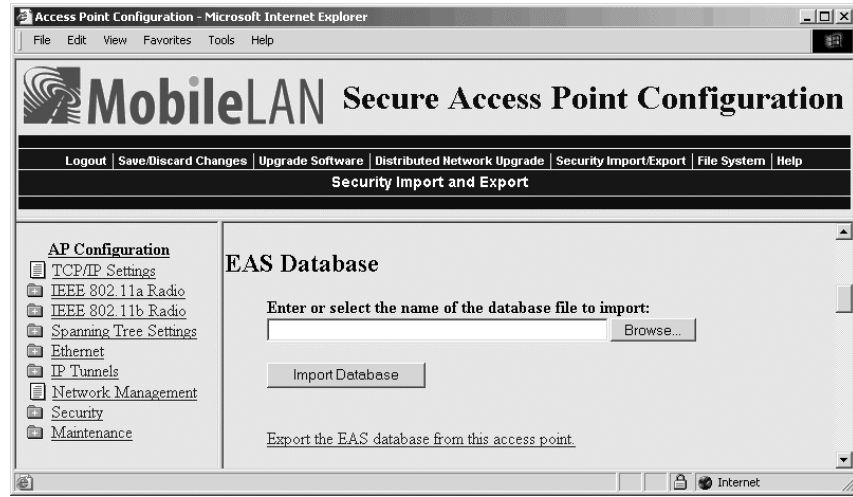 Access Point Configuration - Microsoft Internet Explorer
File Edit View Favorites Tools Help
MobileLAN Secure Access Point Configuration
Logout | Save/Discard Changes | Upgrade Software | Distributed Network Upgrade | Security Import/Export | File System | Help
Security Import and Export
AP Configuration
TCP/IP Settings
IEEE 802.11a Radio
IEEE 802.11b Radio
Spanning Tree Settings
Ethernet
IP Tunnels
Network Management
Security
Maintenance
EAS Database
Enter or select the name of the database file to import:
Browse...
Import Database
Export the EAS database from this access point.
Internet